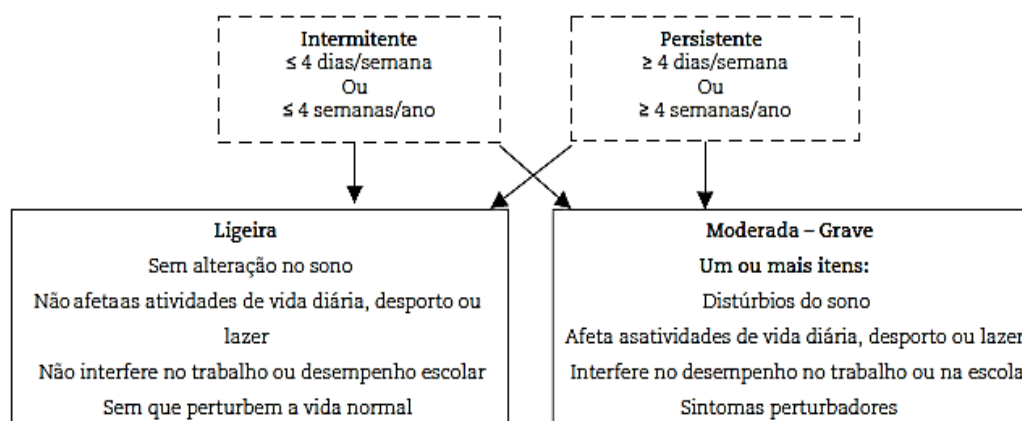 Intermitente
≤ 4 dias/semana
Ou
≤ 4 semanas/ano
Persistente
≥ 4 dias/semana
Ou
≥ 4 semanas/ano
Ligeira
Sem alteração no sono
Não afetaas atividades de vida diária, desporto ou
lazer
Não interfere no trabalho ou desempenho escolar
Sem que perturbem a vida normal
Moderada – Grave
Um ou mais itens:
Distúrbios do sono
Afeta asatividades de vida diária, desporto ou lazer
Interfere no desempenho no trabalho ou na escola
Sintomas perturbadores